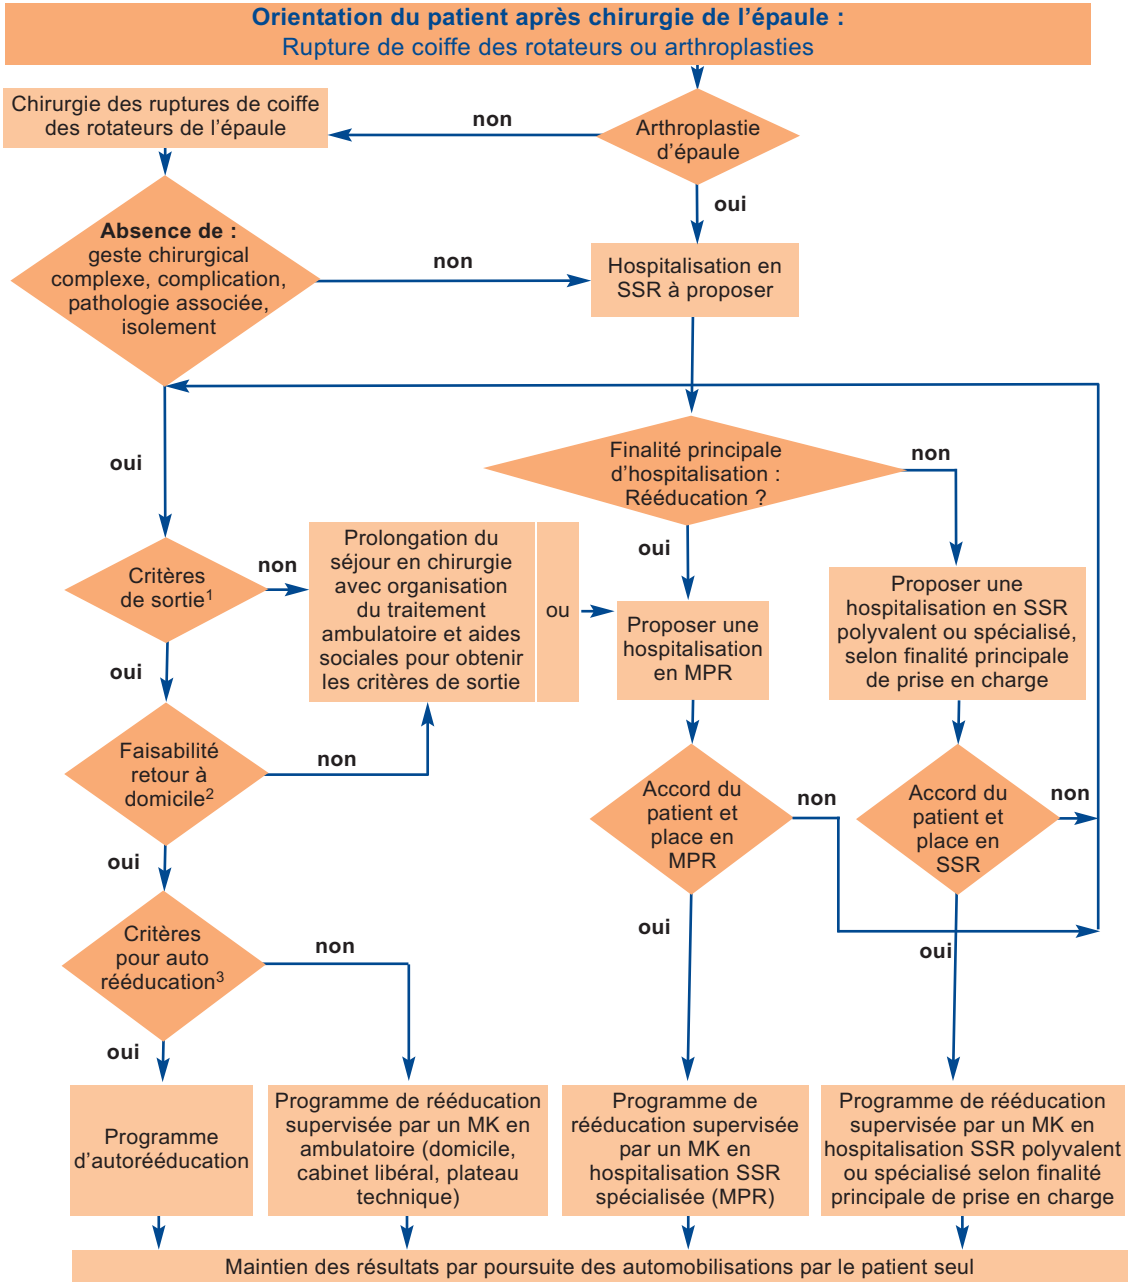 Orientation du patient après chirurgie de l'épaule :
Rupture de coiffe des rotateurs ou arthroplasties
Chirurgie des ruptures de coiffe
des rotateurs de l'épaule
non
Arthroplastie
d'épaule
oui
Absence de :
geste chirurgical
complexe, complication,
pathologie associée,
isolement
non
Hospitalisation en
SSR à proposer
oui
Finalité principale
d'hospitalisation :
Rééducation ?
non
oui
Critères
de sortie1
non
Prolongation du
séjour en chirurgie
avec organisation
du traitement
ambulatoire et aides
sociales pour obtenir
les critères de sortie
ou
Proposer une
hospitalisation
en MPR
Proposer une
hospitalisation en SSR
polyvalent ou spécialisé,
selon finalité principale
de prise en charge
oui
Faisabilité
retour à
domicile2
non
Accord du
patient et
place en
MPR
non
Accord du
patient et
place en
SSR
non
oui
Critères
pour auto
rééducation3
non
oui
oui
oui
Programme
d'autorééducation
Programme de rééducation
supervisée par un MK en
ambulatoire (domicile,
cabinet libéral, plateau
technique)
Programme de
rééducation supervisée
par un MK en
hospitalisation SSR
spécialisée (MPR)
Programme de rééducation
supervisée par un MK en
hospitalisation SSR polyvalent
ou spécialisé selon finalité
principale de prise en charge
Maintien des résultats par poursuite des automobilisations par le patient seul